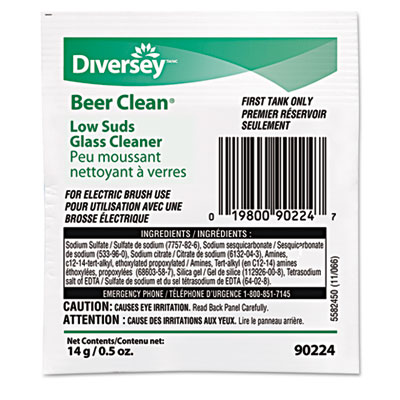 Diversey™/MC
Beer Clean®
Low Suds
Glass Cleaner
Peu moussant
nettoyant à verres
FIRST TANK ONLY
PREMIER RÉSERVOIR
SEULEMENT
FOR ELECTRIC BRUSH USE
POUR UTILISATION AVEC UNE
BROSSE ÉLECTRIQUE
0 19800 90224 7
INGREDIENTS / INGRÉDIENTS :
Sodium Sulfate / Sulfate de sodium (7757-82-6), Sodium sesquicarbonate / Sesquicarbonate
de sodium (533-96-0), Sodium citrate / Citrate de sodium (6132-04-3), Amines,
c12-14-tert-alkyl, ethoxylated propoxylated / Amines, Tert-alkyl (en C12-14) amines
éthoxylées, propoxylées (68603-58-7), Silica gel / Gel de silice (112926-00-8), Tetrasodium
salt of EDTA / Sulfate de sodium et du sel tétrasodium de EDTA (64-02-8).
EMERGENCY PHONE / TÉLÉPHONE D'URGENCE 1-800-851-7145
CAUTION: CAUSES EYE IRRITATION. Read Back Panel Carefully.
ATTENTION : CAUSE DES IRRITATIONS AUX YEUX. Lire le panneau arrière.
Net Contents/Contenu net:
14 g / 0.5 oz.
90224
5582450 (11/066)